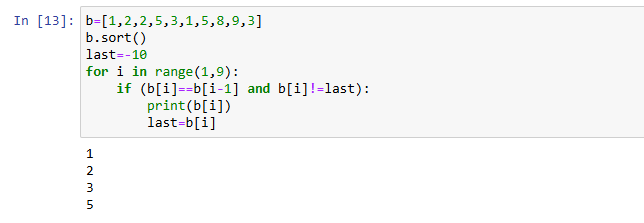 In [13]: b=[1,2,2,5,3,1,5,8,9,3]
b.sort()
last=-10
for i in range(1,9):
    if (b[i]==b[i-1] and b[i]!=last):
        print(b[i])
        last=b[i]
1
2
3
5